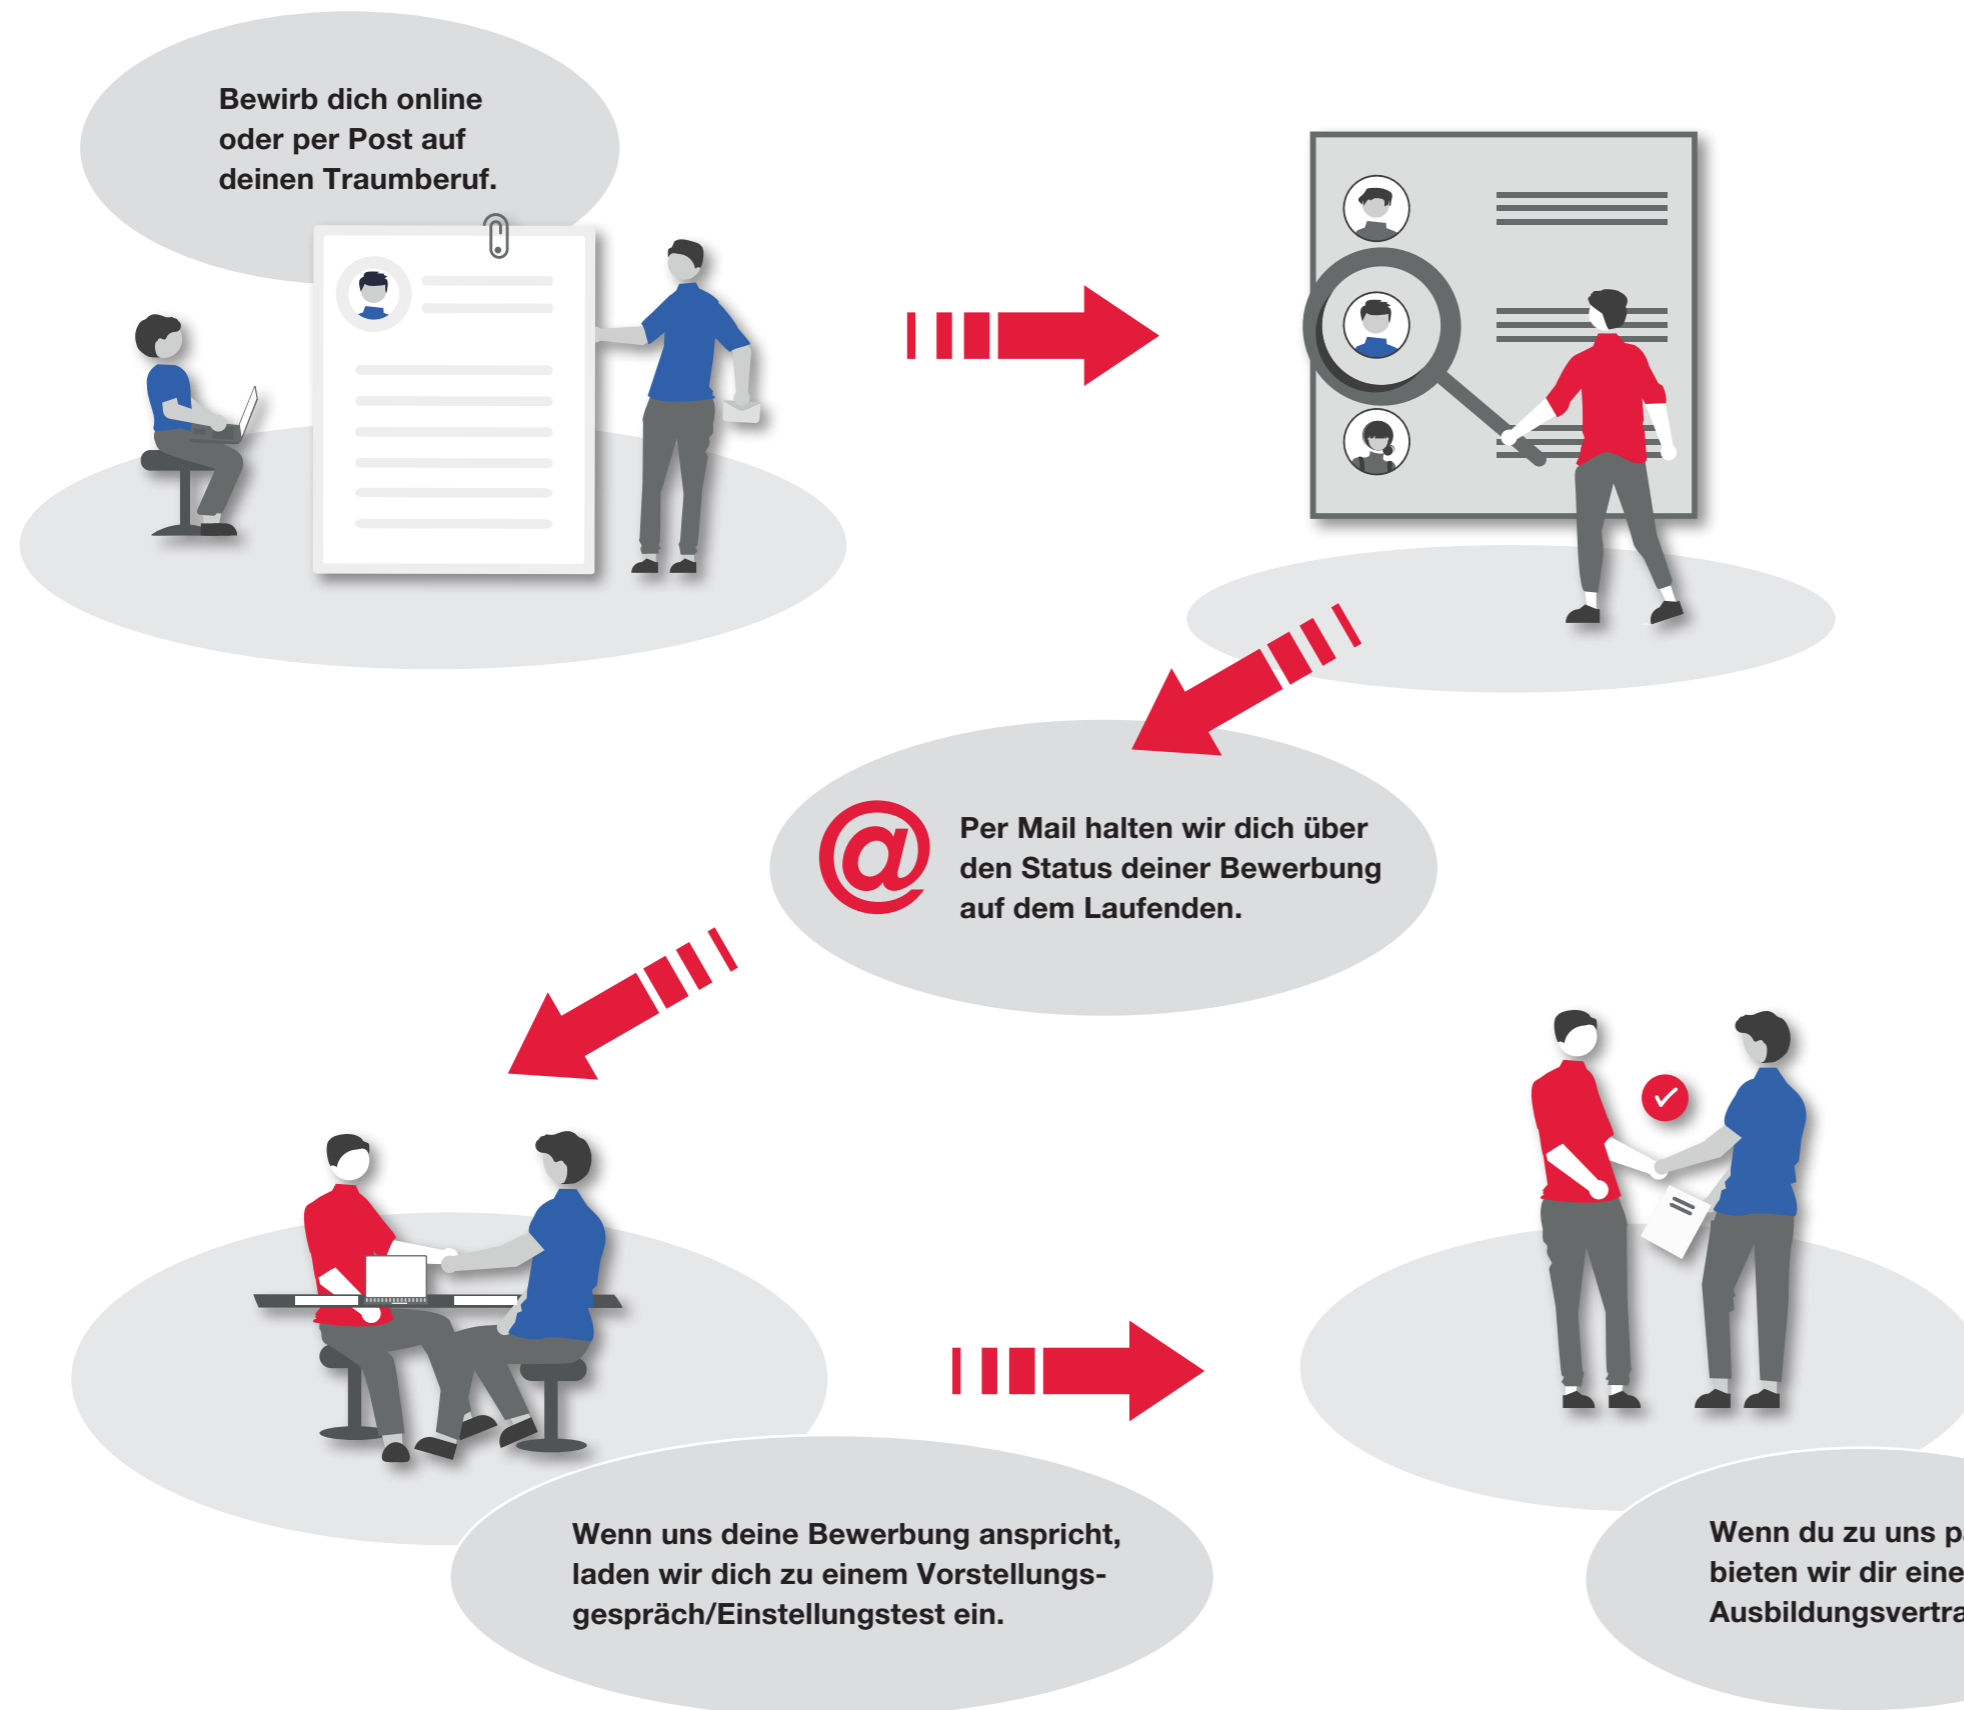 Bewirb dich online
oder per Post auf
deinen Traumberuf.
@
Per Mail halten wir dich über
den Status deiner Bewerbung
auf dem Laufenden.
Wenn uns deine Bewerbung anspricht,
laden wir dich zu einem Vorstellungs-
gespräch/Einstellungstest ein.
Wenn du zu uns
bieten wir dir